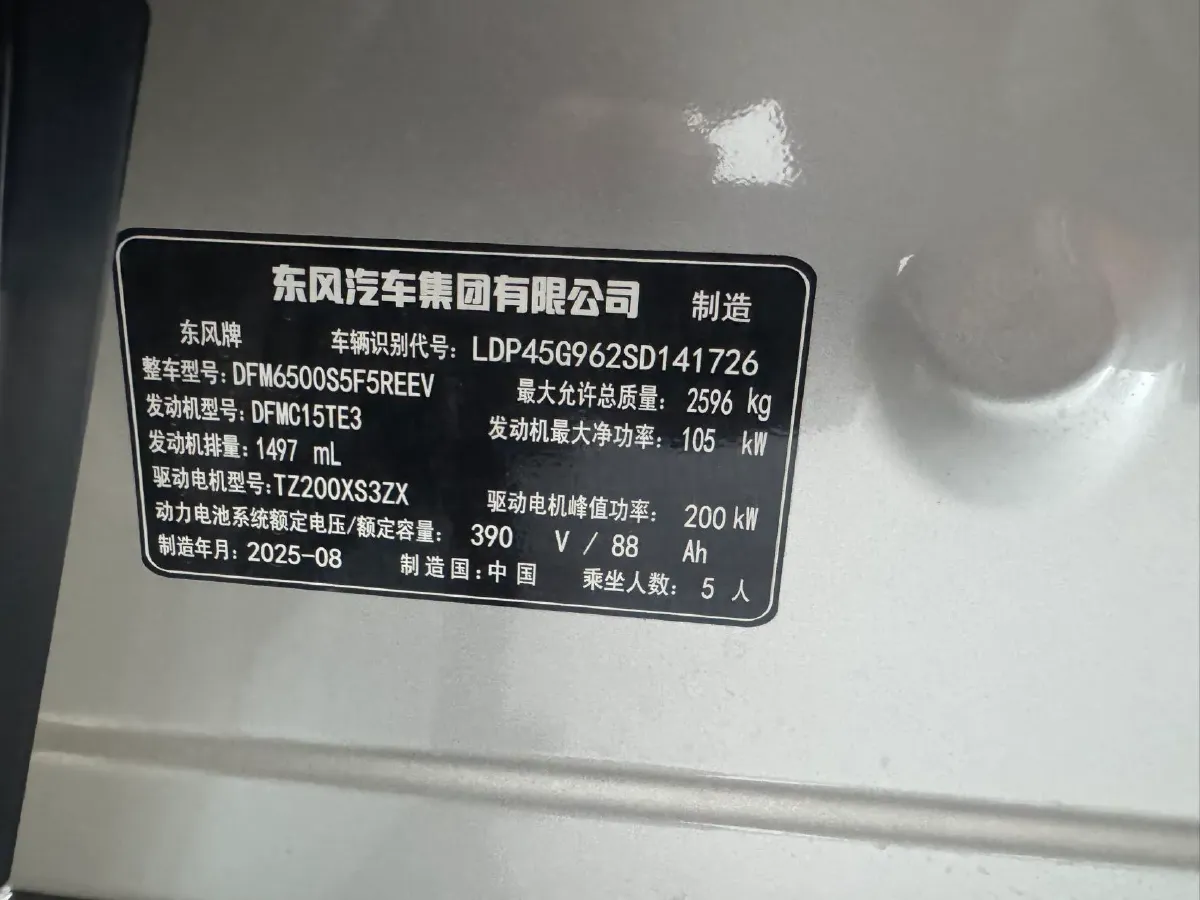 东风汽车集团有限公司 制造
东风牌 车辆识别代号：LDP45G962SD141726
整车型号：DFM6500S5F5REEV 最大允许总质量：2596 kg
发动机型号：DFMC15TE3 发动机最大净功率：105 kW
发动机排量：1497 mL
驱动电机型号：TZ200XS3ZX 驱动电机峰值功率：200 kW
动力电池系统额定电压/额定容量：390 V / 88 Ah
制造年月：2025-08 制造国：中国 乘坐人数：5 人